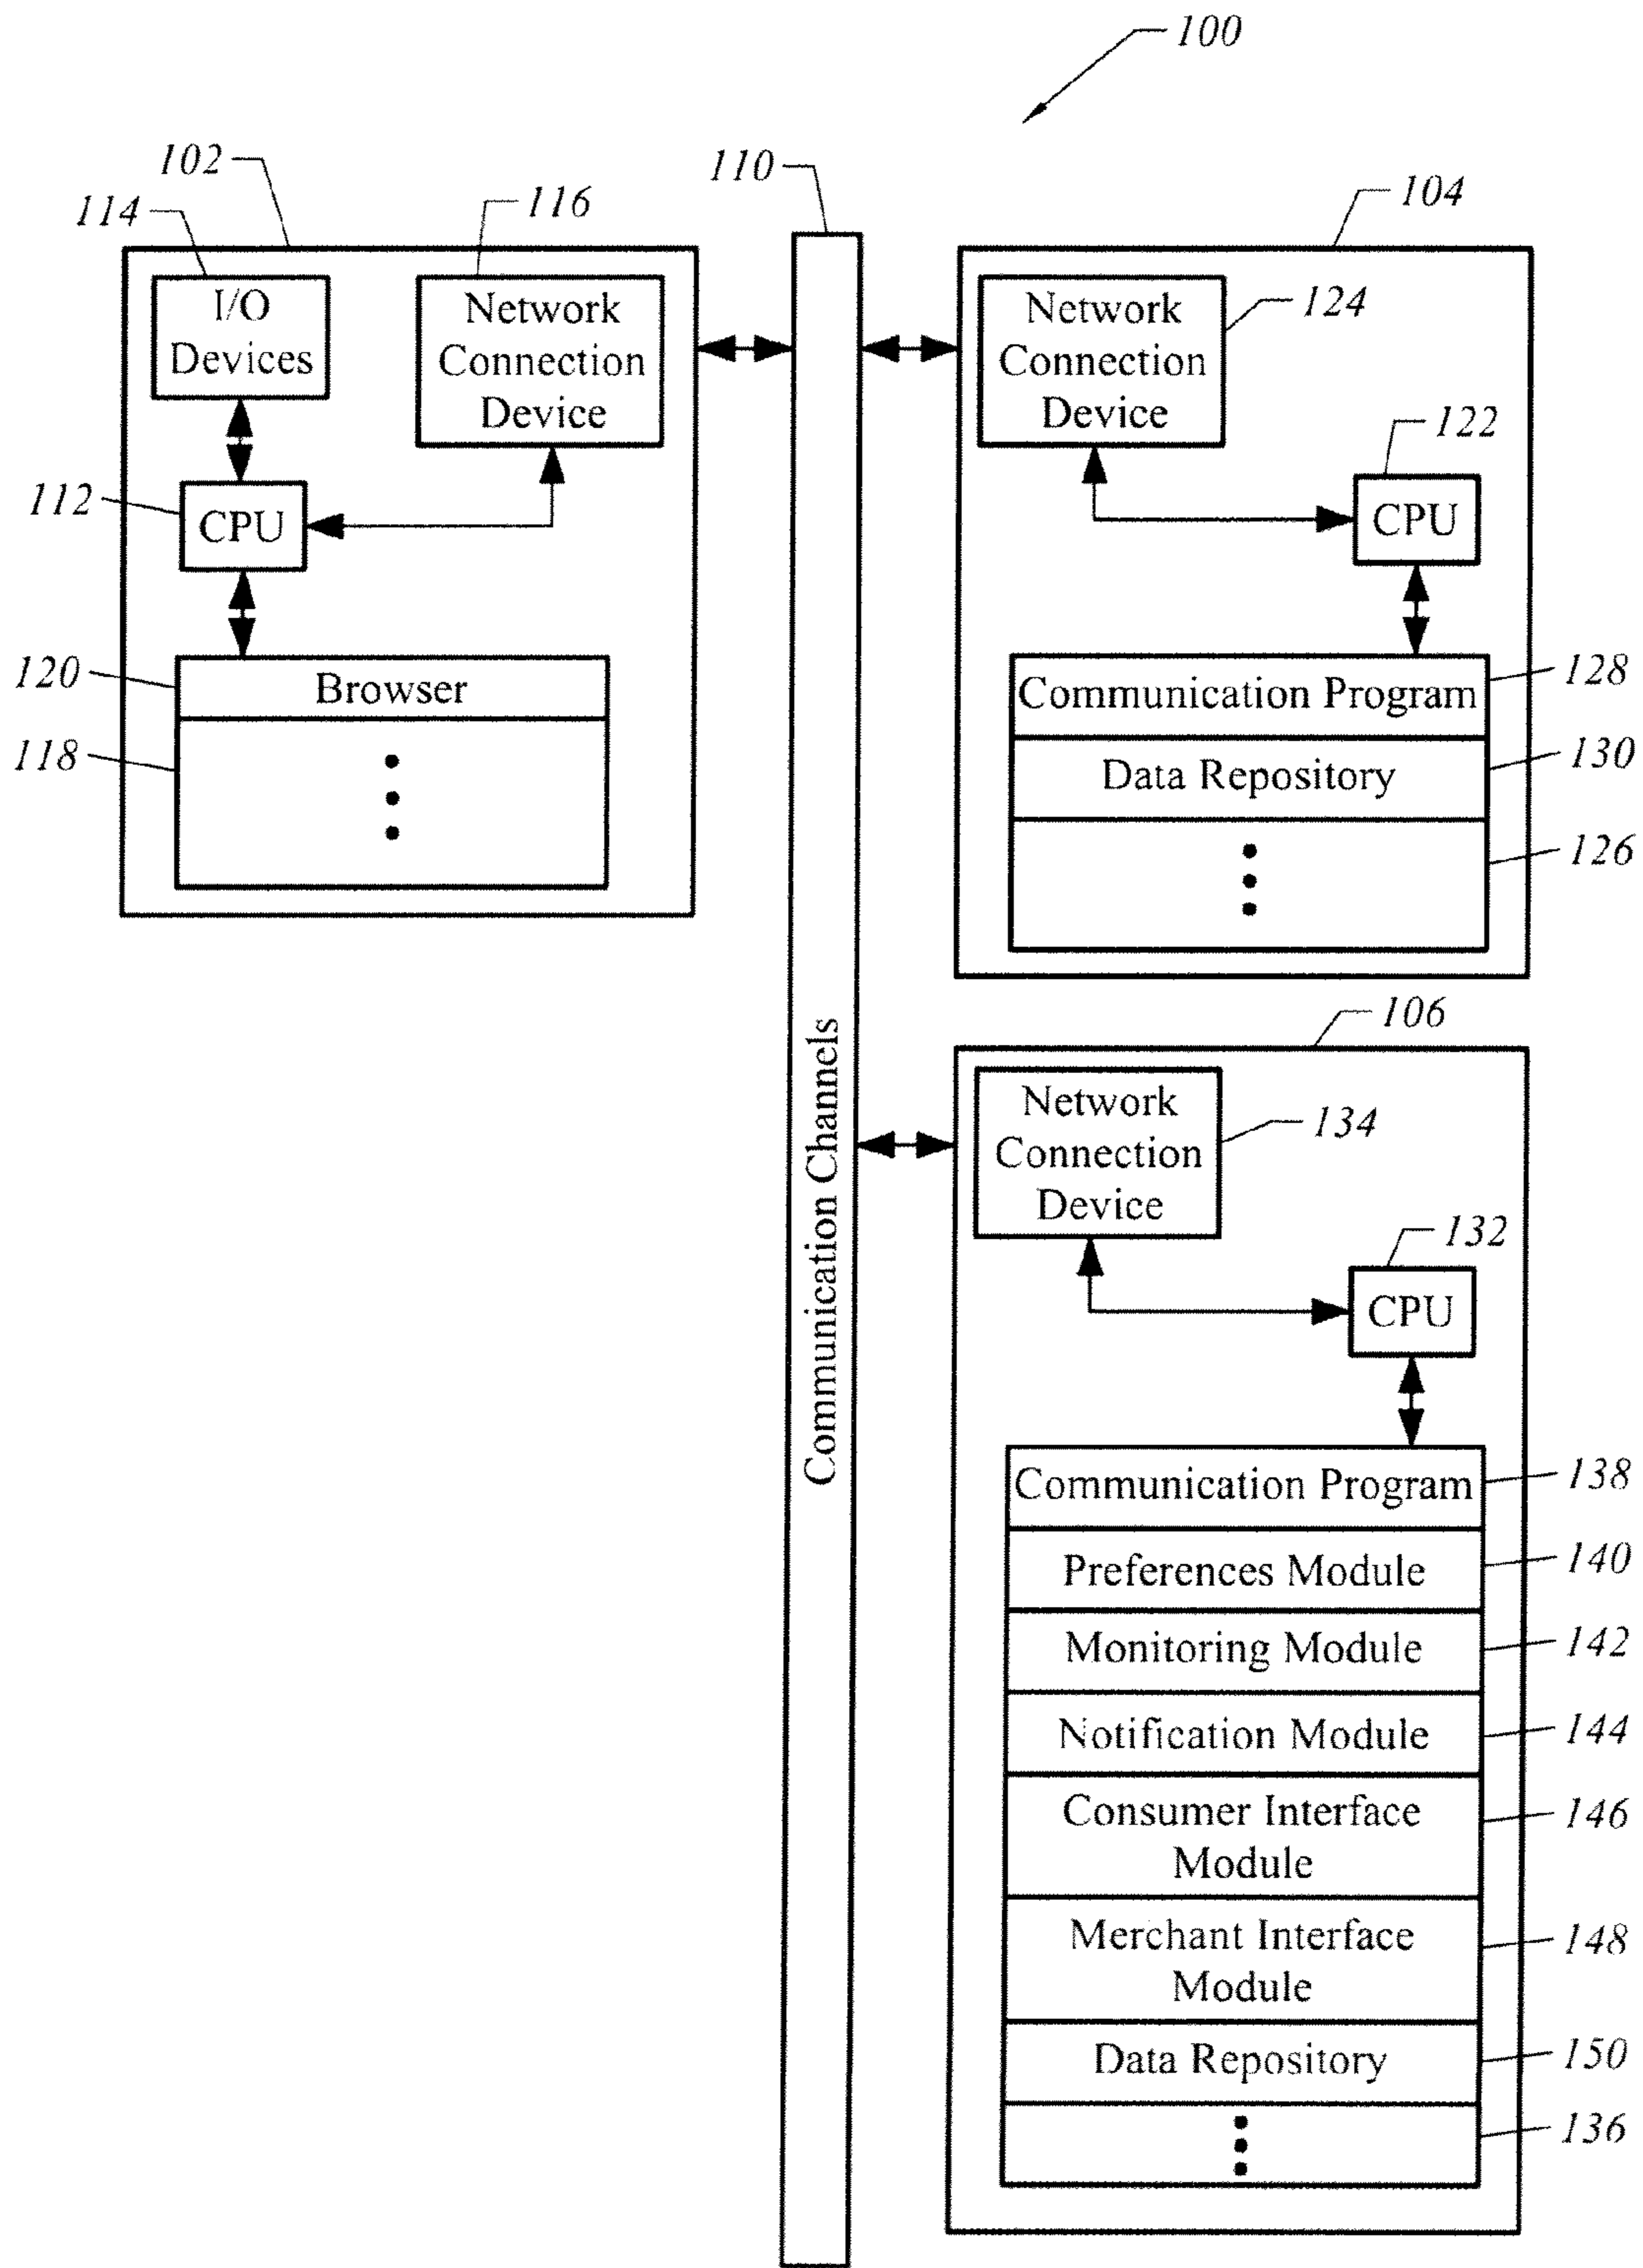 100
102
110
104
114
116
I/O
Devices
Network
Connection
Device
Network
Connection
Device
124
112
CPU
122
CPU
120
Browser
118
Communication Program
128
Data Repository
130
126
Communication Channels
106
Network
Connection
Device
134
132
CPU
Communication Program
138
Preferences Module
140
Monitoring Module
142
Notification Module
144
Consumer Interface
Module
146
Merchant Interface
Module
148
Data Repository
150
136